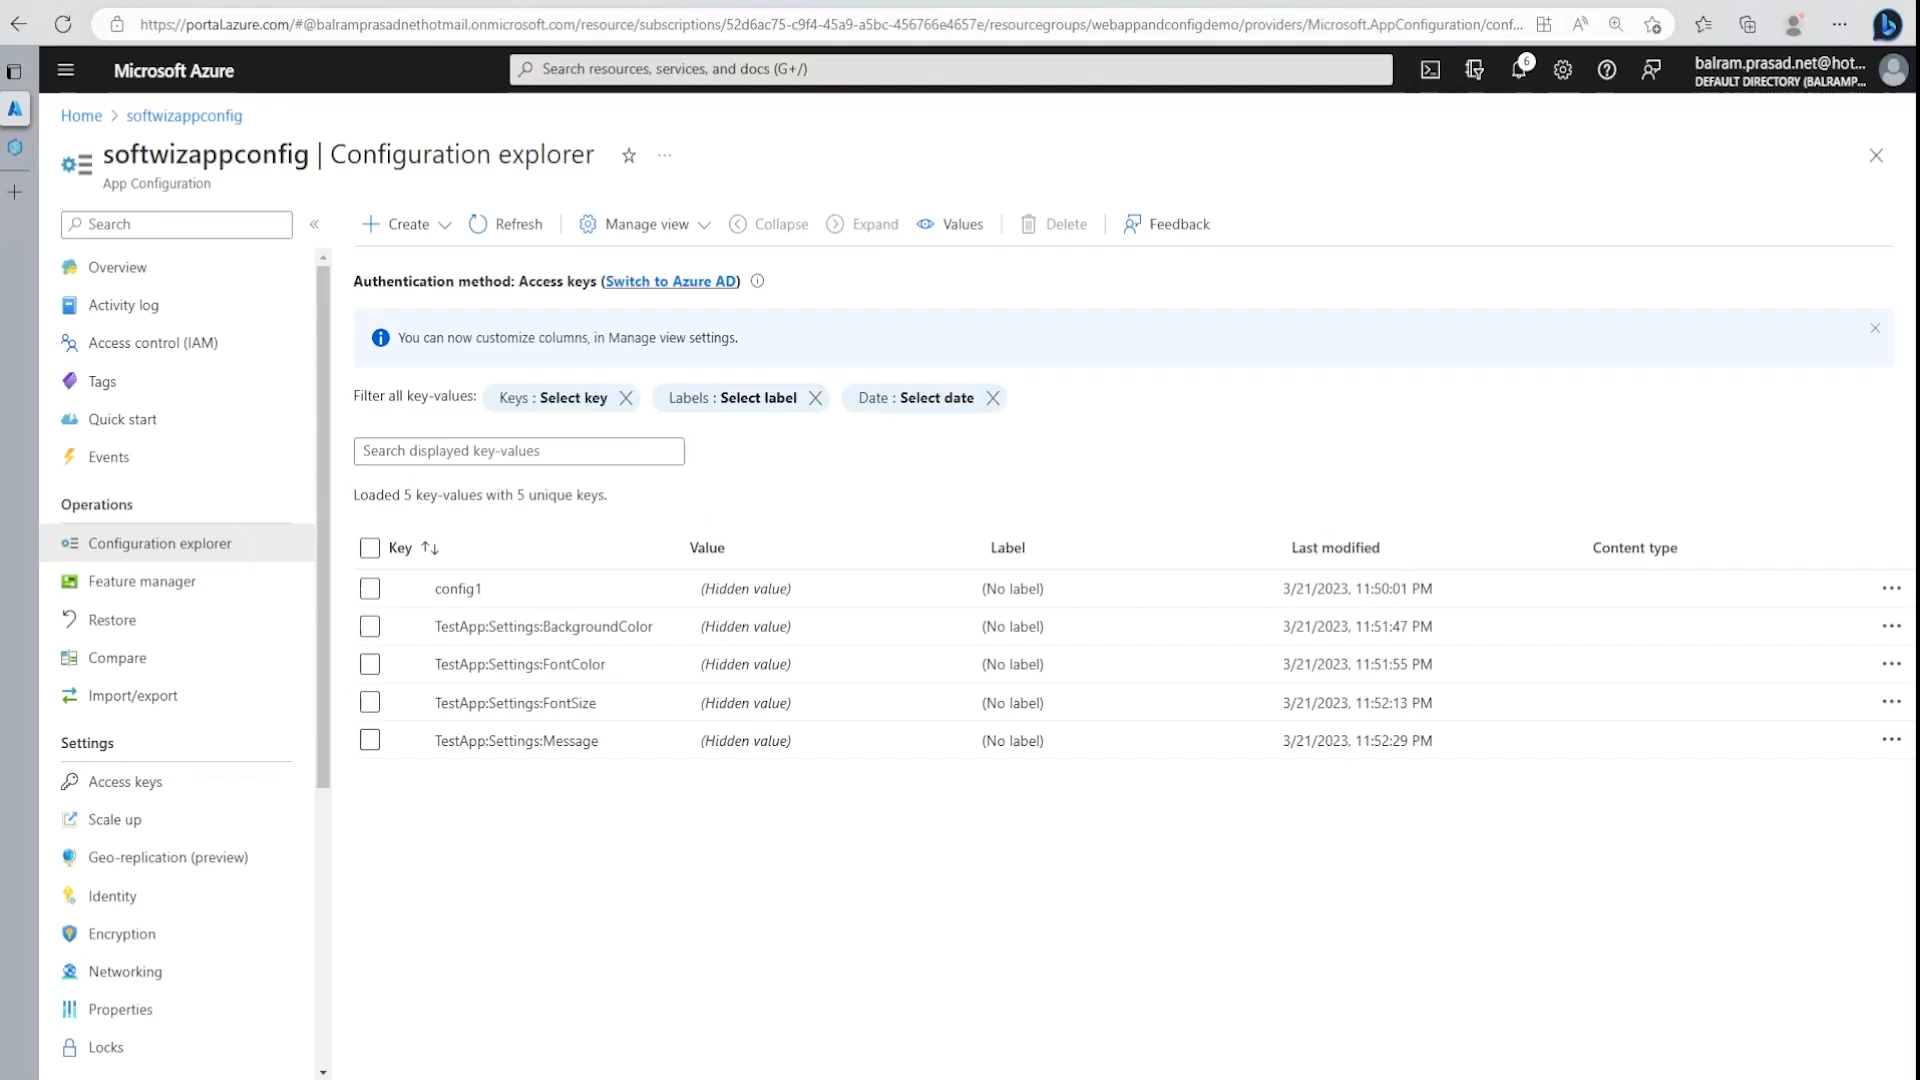 https://portal.azure.com/#@balramprasadnethotmail.onmicrosoft.com/resource/subscriptions/52d6ac75-c9f4-45a9-a5bc-456766e4657e/resourcegroups/webappandconfigdemo/providers/Microsoft.AppConfiguration/conf...
Microsoft Azure
Search resources, services, and docs (G+/)
6
balram.prasad.net@hot...
DEFAULT DIRECTORY (BALRAMP...
Home > softwizappconfig
softwizappconfig | Configuration explorer
App Configuration
Search
Create
Refresh
Manage view
Collapse
Expand
Values
Delete
Feedback
Overview
Activity log
Access control (IAM)
Tags
Quick start
Events
Operations
Configuration explorer
Feature manager
Restore
Compare
Import/export
Settings
Access keys
Scale up
Geo-replication (preview)
Identity
Encryption
Networking
Properties
Locks
Authentication method: Access keys (Switch to Azure AD)
You can now customize columns, in Manage view settings.
Filter all key-values: Keys : Select key Labels : Select label Date : Select date
Search displayed key-values
Loaded 5 key-values with 5 unique keys.
Key Value Label Last modified Content type
config1 (Hidden value) (No label) 3/21/2023, 11:50:01 PM
TestApp:Settings:BackgroundColor (Hidden value) (No label) 3/21/2023, 11:51:47 PM
TestApp:Settings:FontColor (Hidden value) (No label) 3/21/2023, 11:51:55 PM
TestApp:Settings:FontSize (Hidden value) (No label) 3/21/2023, 11:52:13 PM
TestApp:Settings:Message (Hidden value) (No label) 3/21/2023, 11:52:29 PM